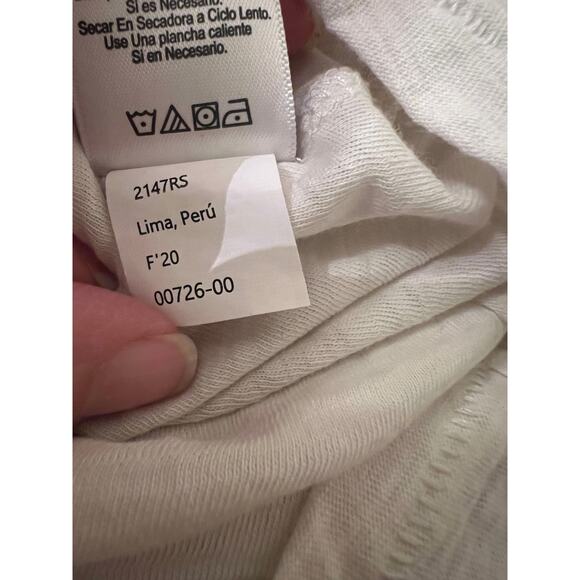 Si es Necesario.
Secar En Secadora a Ciclo Lento.
Use Una plancha caliente
Si en Necesario.
2147RS
Lima, Perú
F'20
00726-00